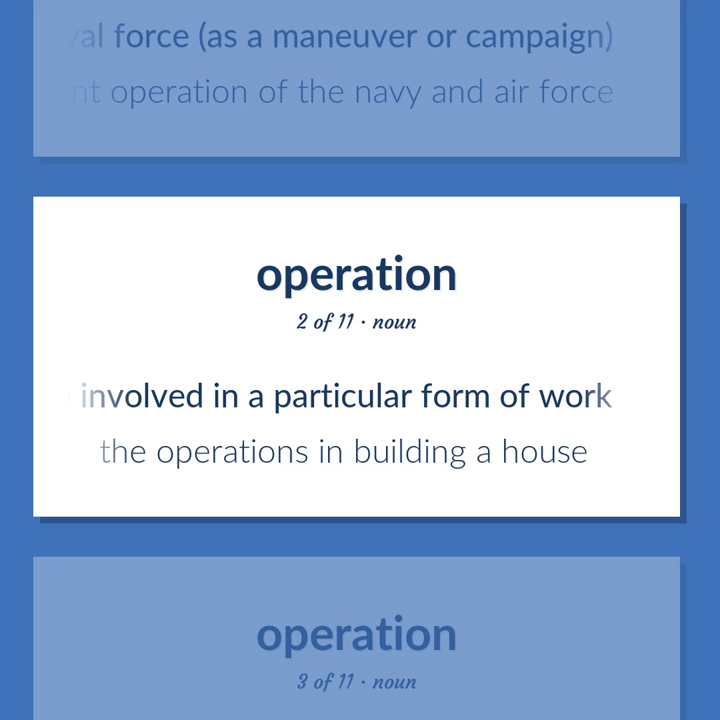 force (as a maneuver or campaign)
operation of the navy and air force
operation
2 of 11 · noun
involved in a particular form of work
the operations in building a house
operation
3 of 11 · noun